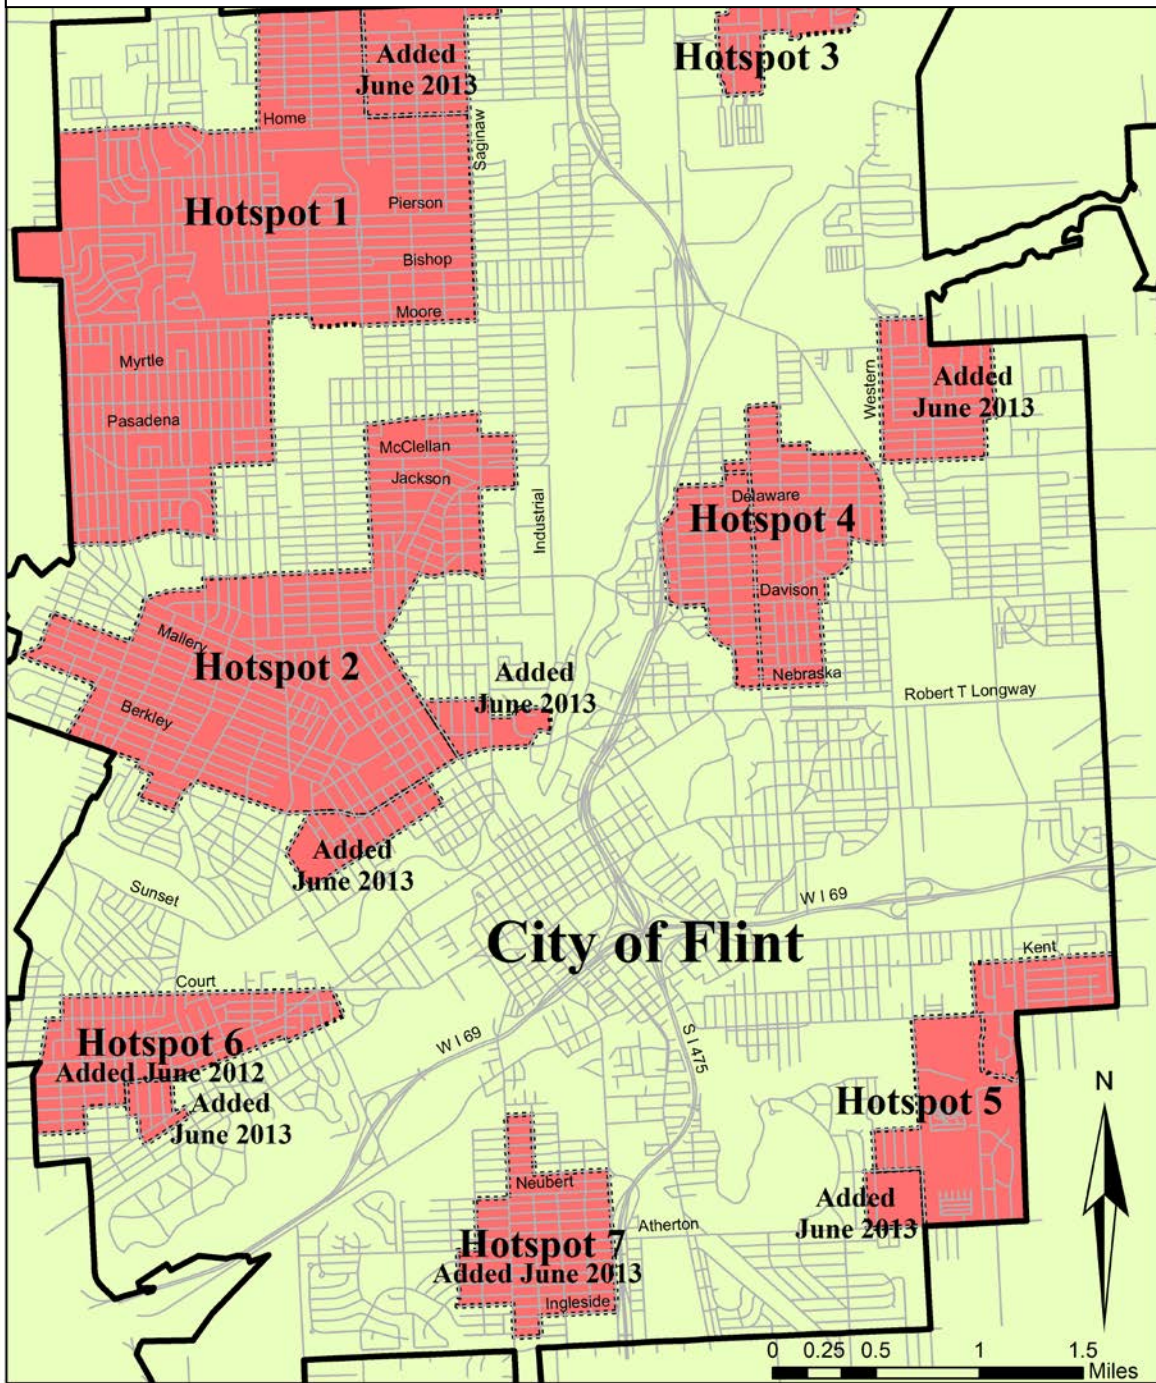 Added
June 2013
Hotspot 3
Home
Saginaw
Hotspot 1
Pierson
Bishop
Moore
Myrtle
Pasadena
Western
Added
June 2013
McClellan
Jackson
Industrial
Delaware
Hotspot 4
Davison
Nebraska
Mallery
Hotspot 2
Berkley
Added
June 2013
Robert T Longway
Added
June 2013
Sunset
W I 69
City of Flint
Kent
Court
Hotspot 6
Added June 2012
Added
June 2013
W I 69
S I 475
Hotspot 5
N
Neubert
Added
June 2013
Atherton
Hotspot 7
Added June 2013
Ingleside
0 0.25 0.5 1 1.5
Miles